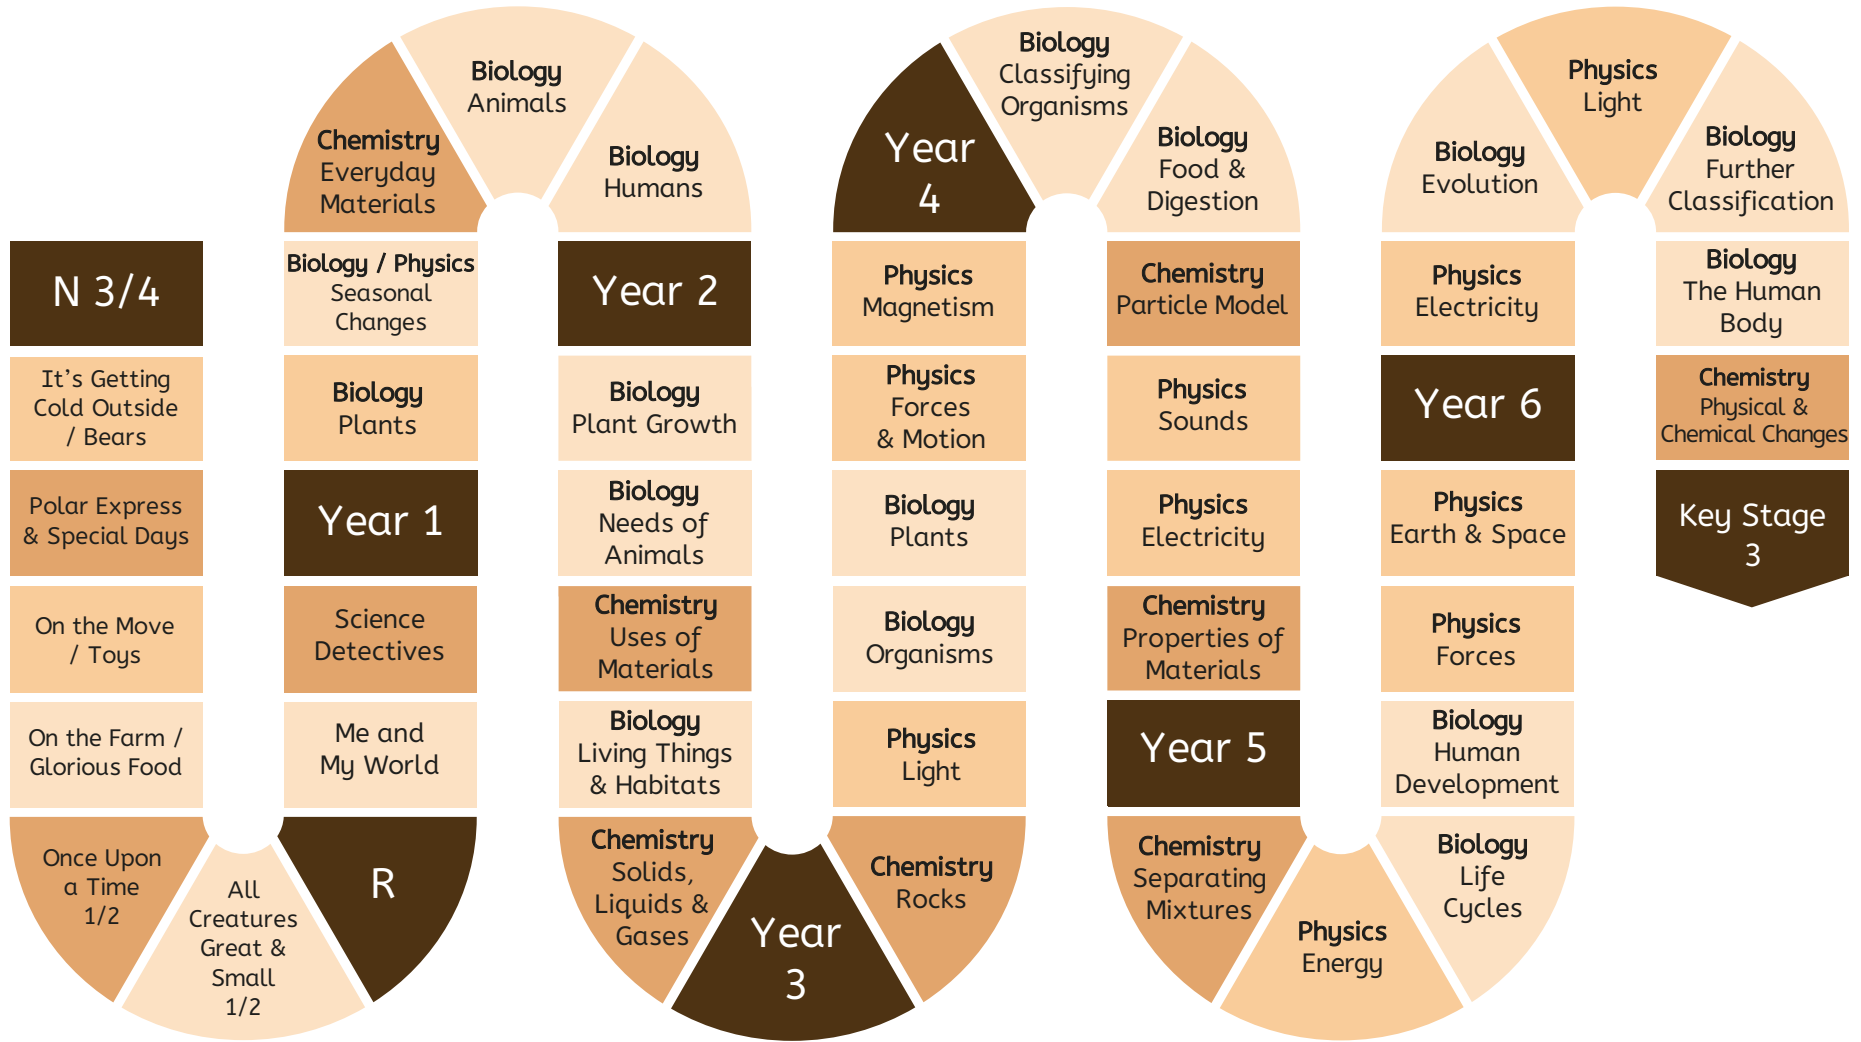 N 3/4
It’s Getting
Cold Outside
/ Bears
Polar Express
& Special Days
On the Move
/ Toys
On the Farm /
Glorious Food
Once Upon
a Time
1/2
All
Creatures
Great &
Small
1/2
R
Me and
My World
Science
Detectives
Year 1
Biology
Plants
Biology / Physics
Seasonal
Changes
Chemistry
Everyday
Materials
Biology
Animals
Biology
Humans
Year 2
Biology
Plant Growth
Biology
Needs of
Animals
Chemistry
Uses of
Materials
Biology
Living Things
& Habitats
Chemistry
Solids,
Liquids &
Gases
Year
3
Chemistry
Rocks
Physics
Light
Biology
Organisms
Biology
Plants
Physics
Forces
& Motion
Physics
Magnetism
Year
4
Biology
Classifying
Organisms
Biology
Food &
Digestion
Chemistry
Particle Model
Physics
Sounds
Physics
Electricity
Chemistry
Properties of
Materials
Year 5
Chemistry
Separating
Mixtures
Physics
Energy
Biology
Life
Cycles
Biology
Human
Development
Physics
Forces
Physics
Earth & Space
Year 6
Physics
Electricity
Biology
Evolution
Physics
Light
Biology
Further
Classification
Biology
The Human
Body
Chemistry
Physical &
Chemical Changes
Key Stage
3